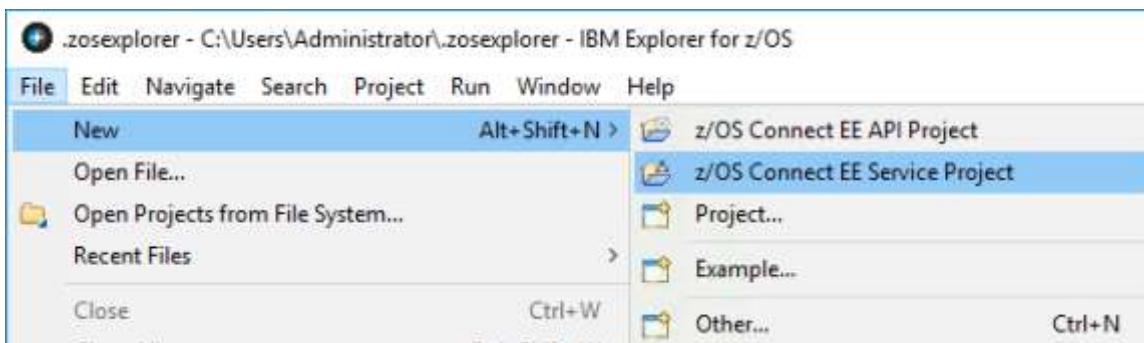 .zosexplorer - C:\Users\Administrator\.zosexplorer - IBM Explorer for z/OS
File Edit Navigate Search Project Run Window Help
New Alt+Shift+N >
Open File...
Open Projects from File System...
Recent Files >
Close Ctrl+W
z/OS Connect EE API Project
z/OS Connect EE Service Project
Project...
Example...
Other... Ctrl+N